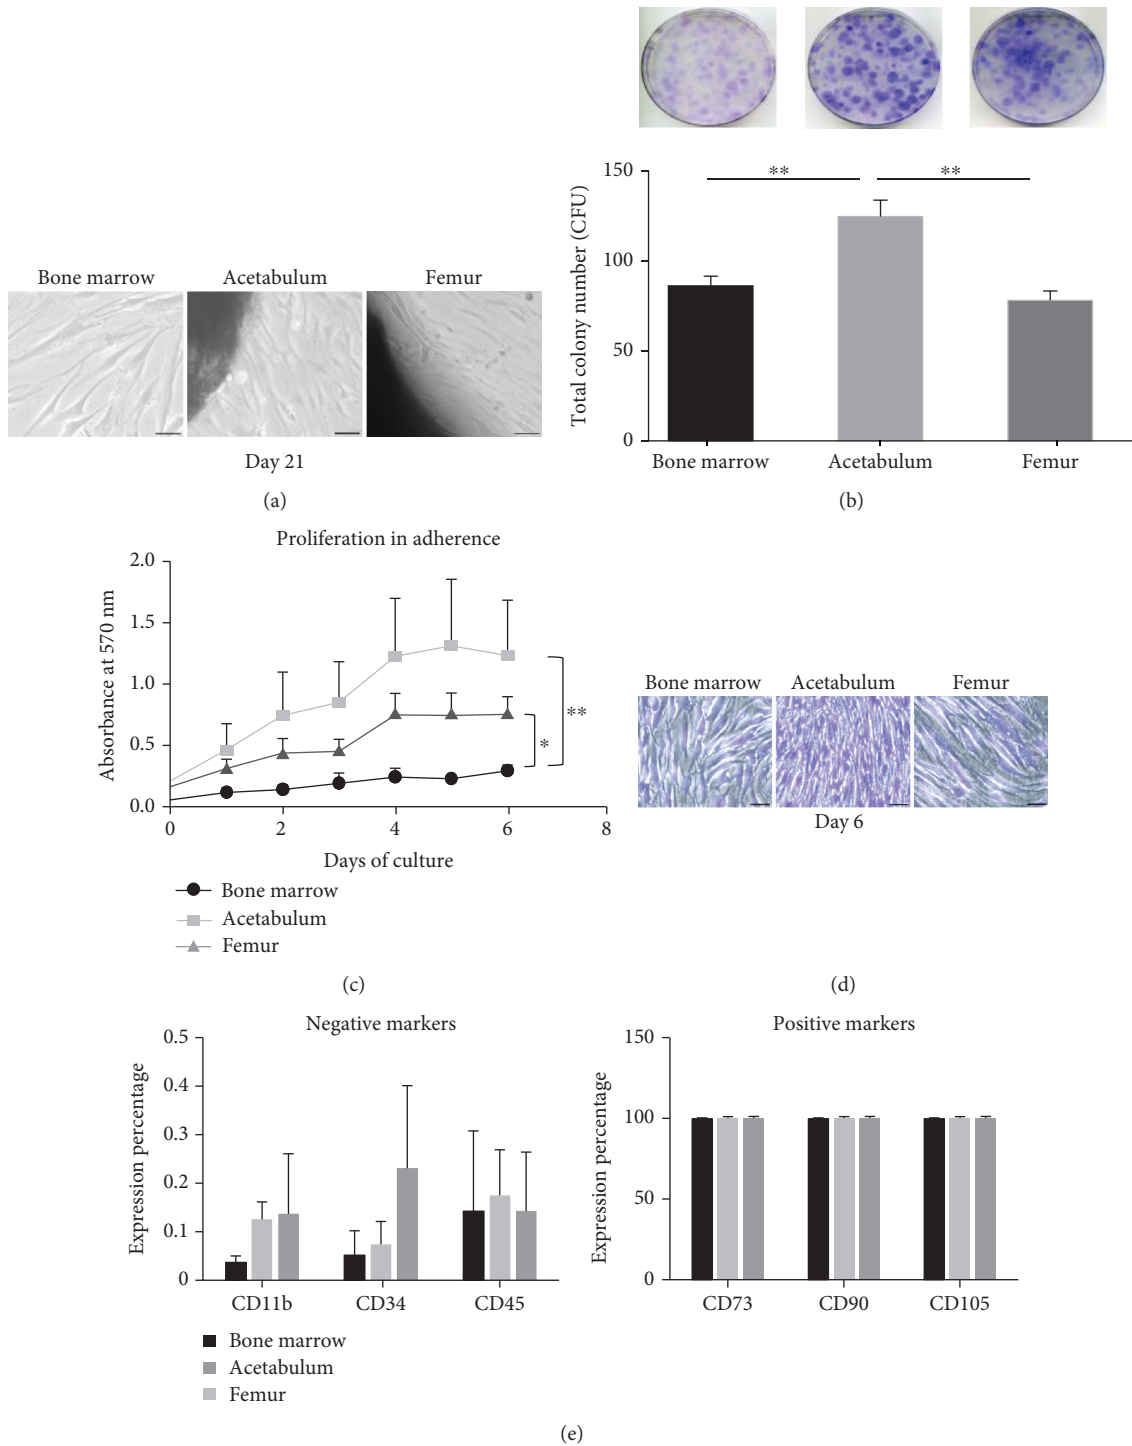 Bone marrow Acetabulum Femur
Day 21
(a)
**
**
Total colony number (CFU)
150
100
50
0
Bone marrow Acetabulum Femur
(b)
Proliferation in adherence
Absorbance at 570 nm
2.0
1.5
1.0
0.5
0.0
0 2 4 6 8
Days of culture
*
**
Bone marrow
Acetabulum
Femur
(c)
Bone marrow Acetabulum Femur
Day 6
(d)
Negative markers
Expression percentage
0.5
0.4
0.3
0.2
0.1
0
CD11b CD34 CD45
Bone marrow
Acetabulum
Femur
Positive markers
Expression percentage
150
100
50
0
CD73 CD90 CD105
(e)